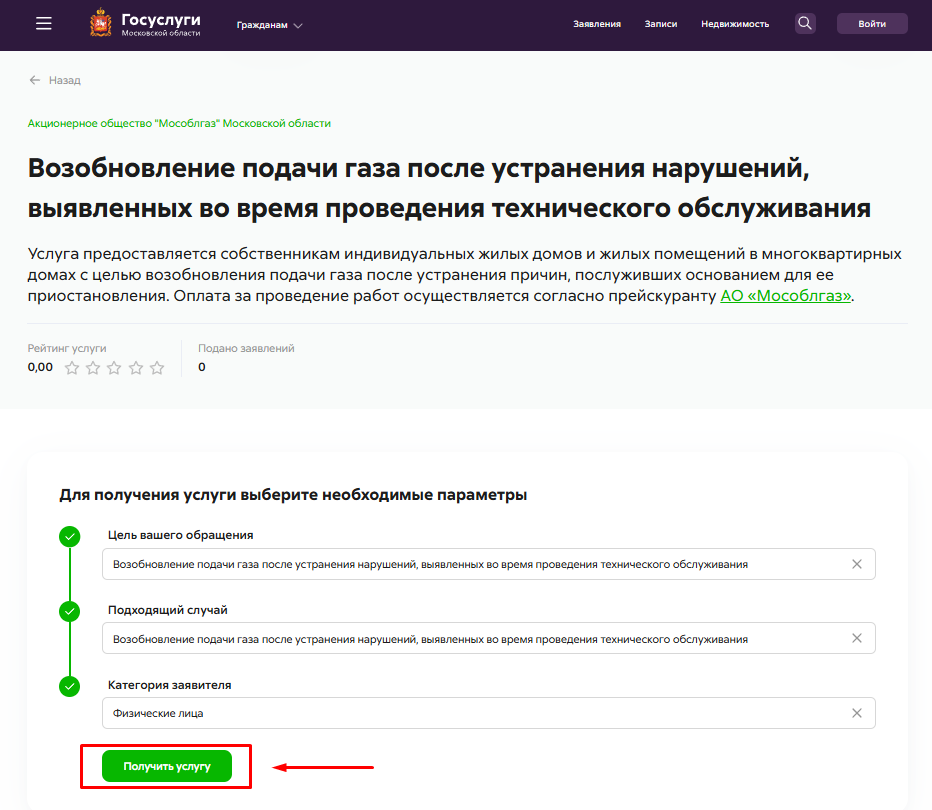 Госуслуги
Московской области
Гражданам
Заявления
Записи
Недвижимость
Войти
Назад
Акционерное общество "Мособлгаз" Московской области
Возобновление подачи газа после устранения нарушений,
выявленных во время проведения технического обслуживания
Услуга предоставляется собственникам индивидуальных жилых домов и жилых помещений в многоквартирных
домах с целью возобновления подачи газа после устранения причин, послуживших основанием для ее
приостановления. Оплата за проведение работ осуществляется согласно прейскуранту АО «Мособлгаз».
Рейтинг услуги
0,00
Подано заявлений
0
Для получения услуги выберите необходимые параметры
Цель вашего обращения
Возобновление подачи газа после устранения нарушений, выявленных во время проведения технического обслуживания
Подходящий случай
Возобновление подачи газа после устранения нарушений, выявленных во время проведения технического обслуживания
Категория заявителя
Физические лица
Получить услугу